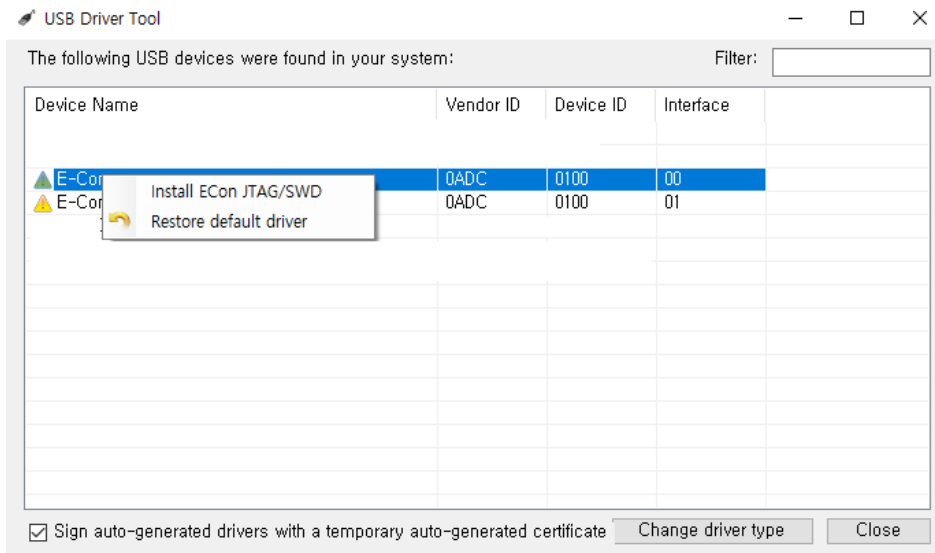 USB Driver Tool
The following USB devices were found in your system: Filter:
Device Name Vendor ID Device ID Interface
E-Con 0ADC 0100 00
Install ECon JTAG/SWD
E-Con 0ADC 0100 01
Restore default driver
Sign auto-generated drivers with a temporary auto-generated certificate Change driver type Close